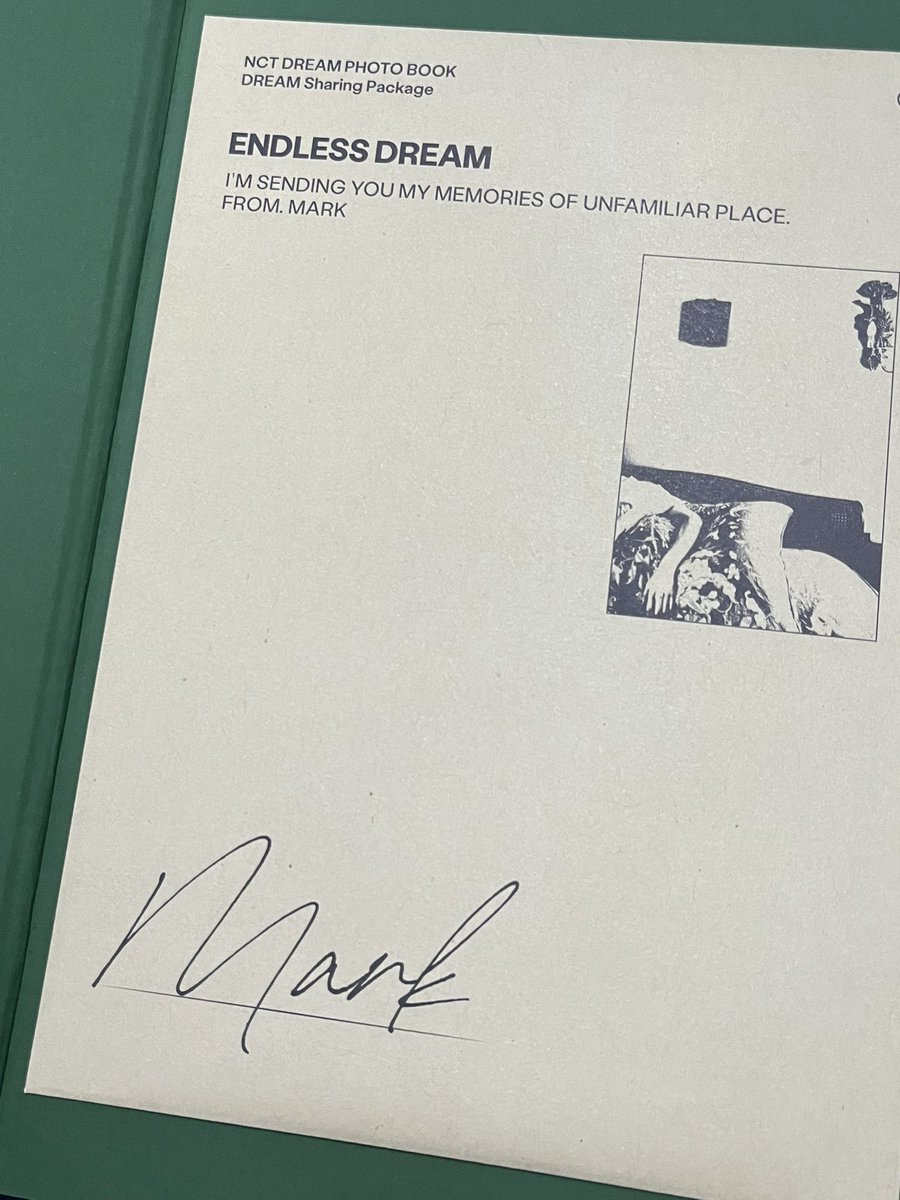 NCT DREAM PHOTO BOOK
DREAM Sharing Package
ENDLESS DREAM
I'M SENDING YOU MY MEMORIES OF UNFAMILIAR PLACE.
FROM. MARK
Mark